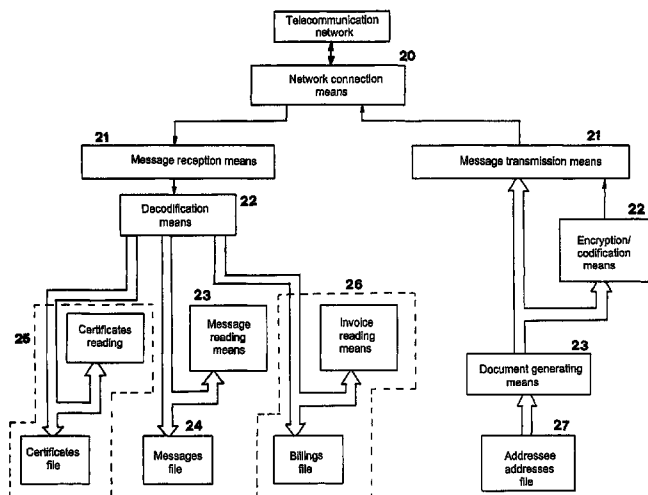 Telecommunication
network
20
Network connection
means
21
Message reception means
21
Message transmission means
Decodification
means
22
22
Encryption/
codification
means
26
23
25
Certificates
reading
Message
reading
means
Invoice
reading
means
23
Document generating
means
24
27
Certificates
file
Messages
file
Billings
file
Addressee
addresses
file